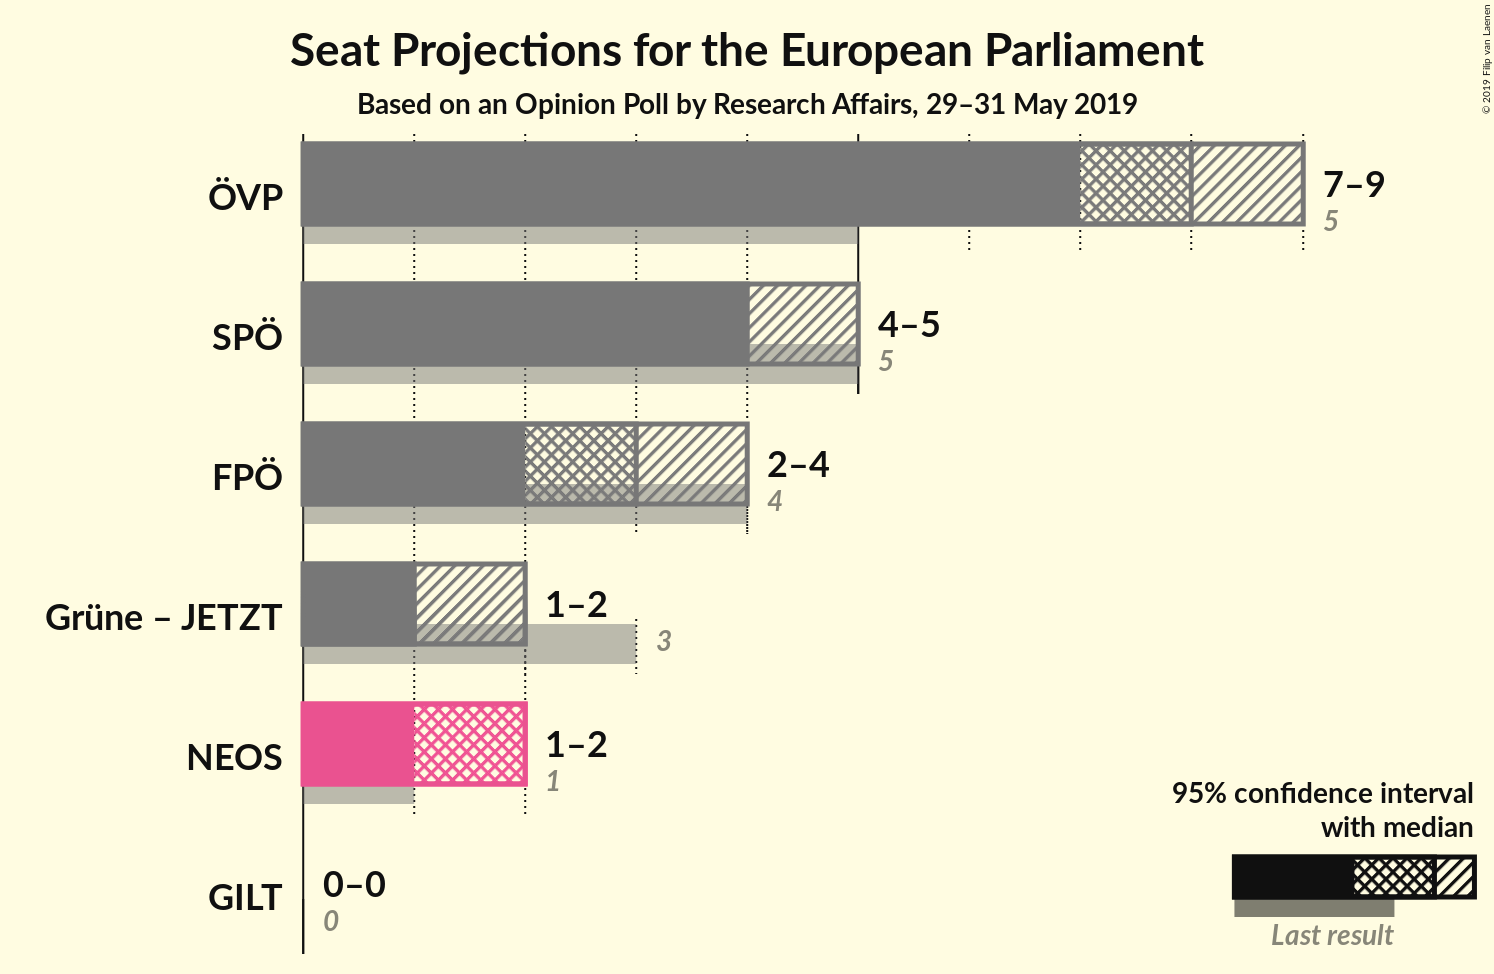 Seat Projections for the European Parliament
Based on an Opinion Poll by Research Affairs, 29–31 May 2019
© 2019 Filip van Laenen
ÖVP
7–9
5
SPÖ
4–5
5
FPÖ
2–4
4
Grüne – JETZT
1–2
3
NEOS
1–2
1
GILT
0–0
0
95% confidence interval
with median
Last result